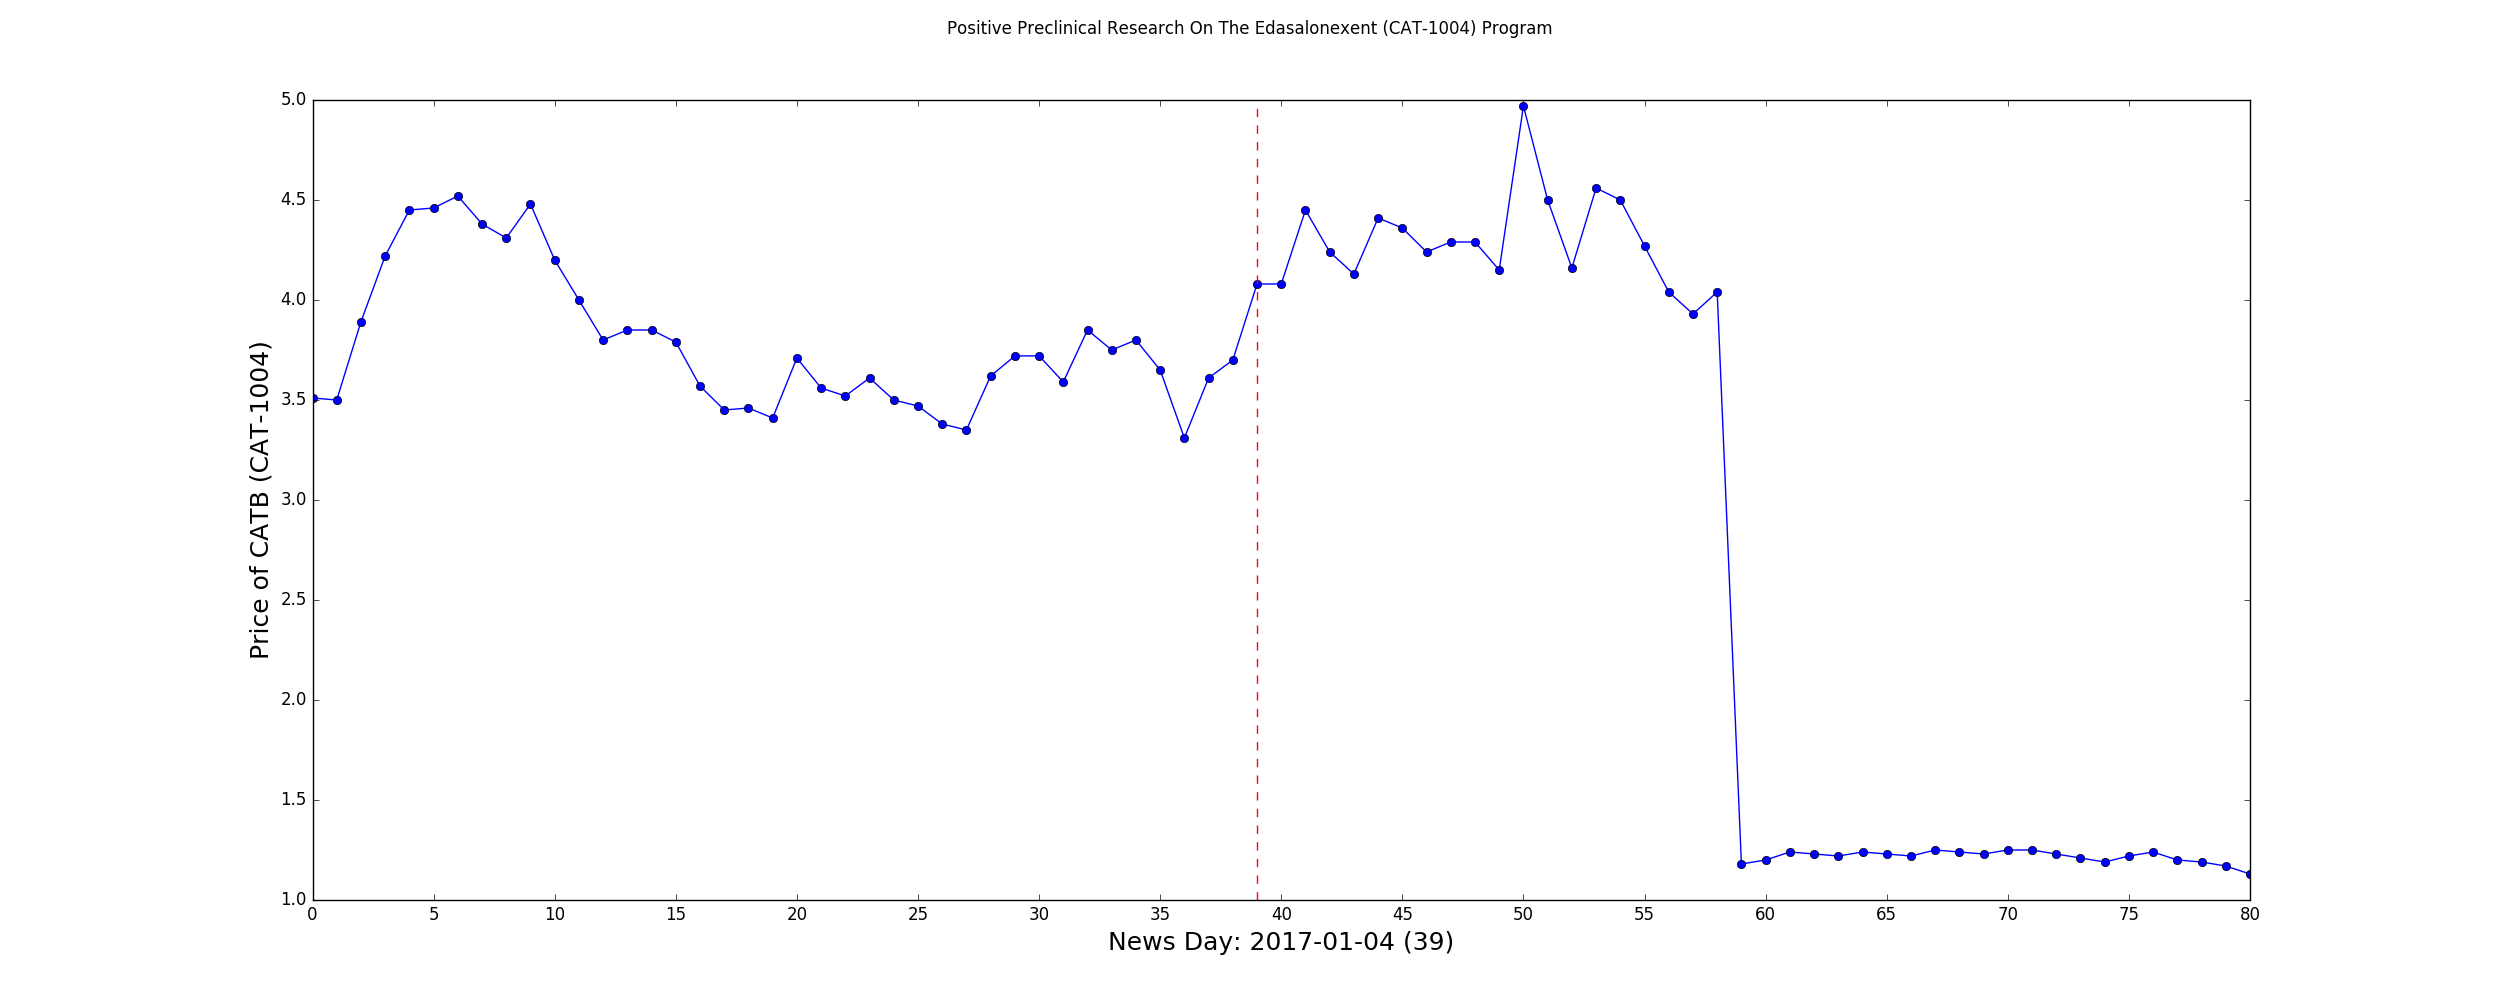 Positive Preclinical Research On The Edasalonexent (CAT-1004) Program
Price of CATB (CAT-1004)
5.0
4.5
4.0
3.5
3.0
2.5
2.0
1.5
1.0
0 5 10 15 20 25 30 35 40 45 50 55 60 65 70 75 80
News Day: 2017-01-04 (39)